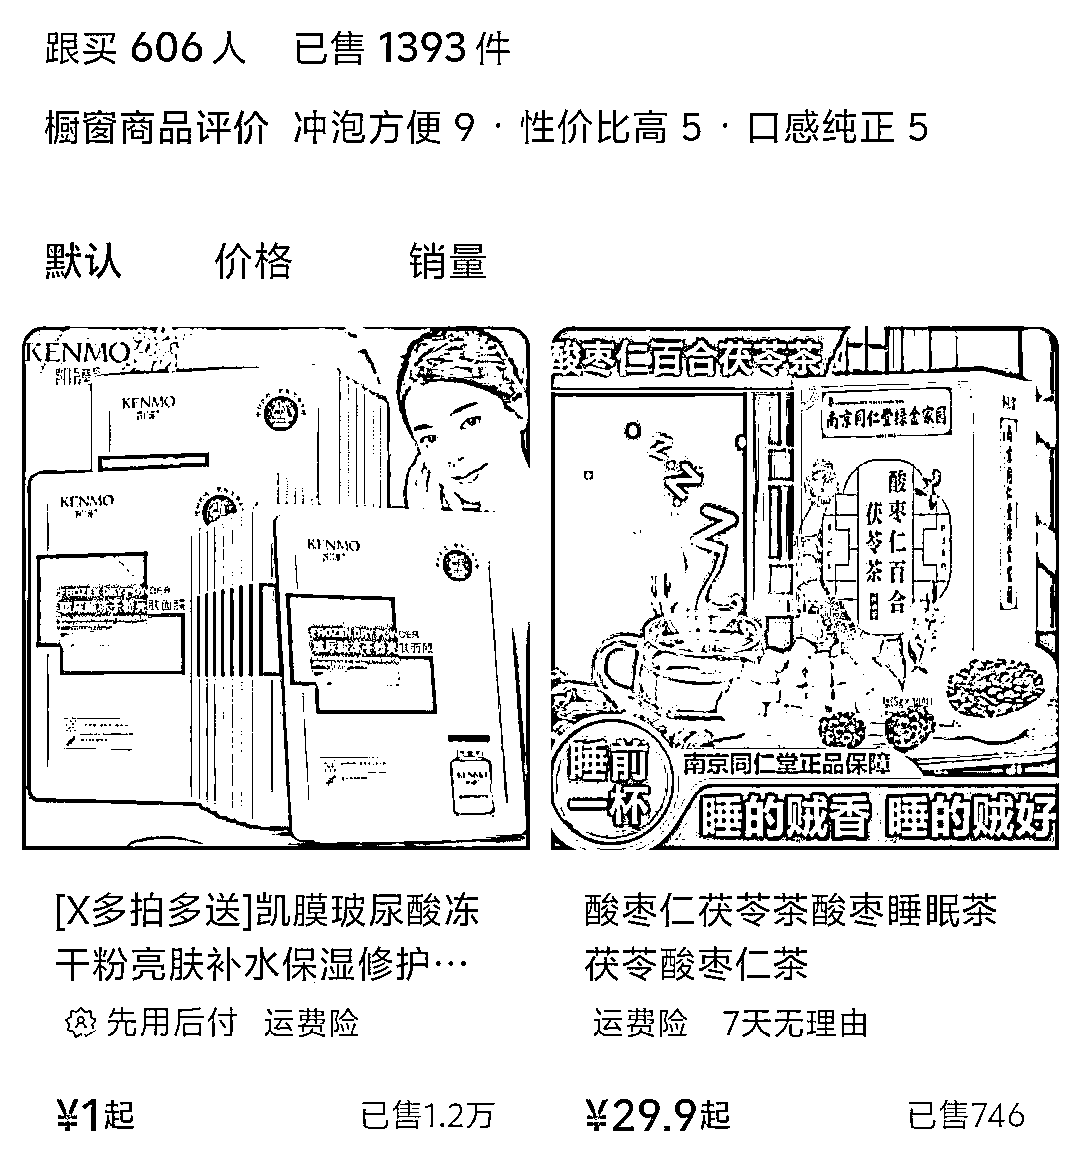 跟买 606 人 已售 1393 件
橱窗商品评价 冲泡方便 9 · 性价比高 5 · 口感纯正 5
默认 价格 销量
KENMO
KENMO
KENMO
KENMO
酸枣仁百合茯苓茶
南京同仁堂绿金家园
酸枣仁百合
茯苓茶
睡前
一杯
南京同仁堂正品保障
睡的贼香 睡的贼好
[X多拍多送]凯膜玻尿酸冻
干粉亮肤补水保湿修护…
先用后付 运费险
¥1起 已售1.2万
酸枣仁茯苓茶酸枣睡眠茶
茯苓酸枣仁茶
运费险 7天无理由
¥29.9起 已售746